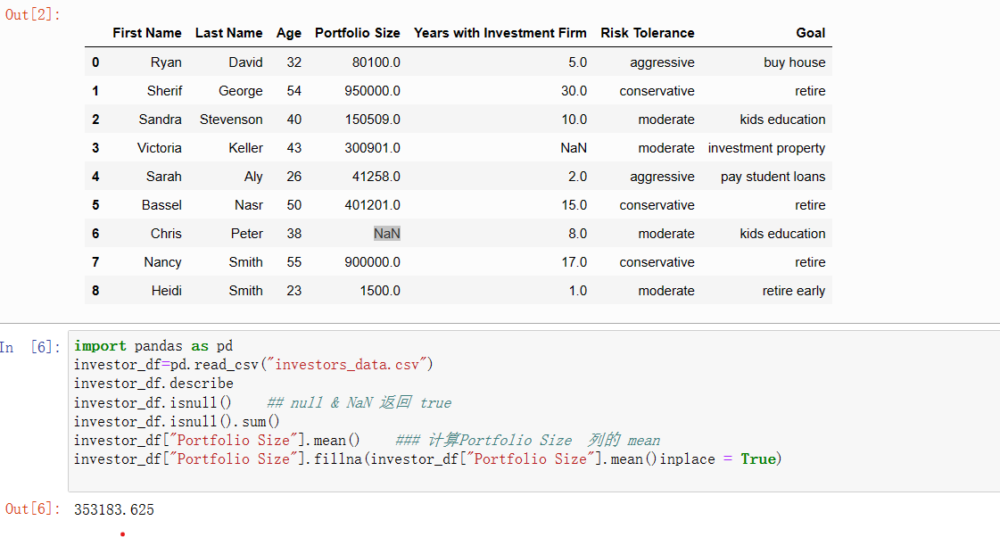 Out[2]:
First Name Last Name Age Portfolio Size Years with Investment Firm Risk Tolerance Goal
0 Ryan David 32 80100.0 5.0 aggressive buy house
1 Sherif George 54 950000.0 30.0 conservative retire
2 Sandra Stevenson 40 150509.0 10.0 moderate kids education
3 Victoria Keller 43 300901.0 NaN moderate investment property
4 Sarah Aly 26 41258.0 2.0 aggressive pay student loans
5 Bassel Nasr 50 401201.0 15.0 conservative retire
6 Chris Peter 38 NaN 8.0 moderate kids education
7 Nancy Smith 55 900000.0 17.0 conservative retire
8 Heidi Smith 23 1500.0 1.0 moderate retire early
In [6]:
import pandas as pd
investor_df=pd.read_csv("investors_data.csv")
investor_df.describe
investor_df.isnull() ## null & NaN 返回 true
investor_df.isnull().sum()
investor_df["Portfolio Size"].mean() ### 计算Portfolio Size 列的 mean
investor_df["Portfolio Size"].fillna(investor_df["Portfolio Size"].mean()inplace = True)
Out[6]: 353183.625